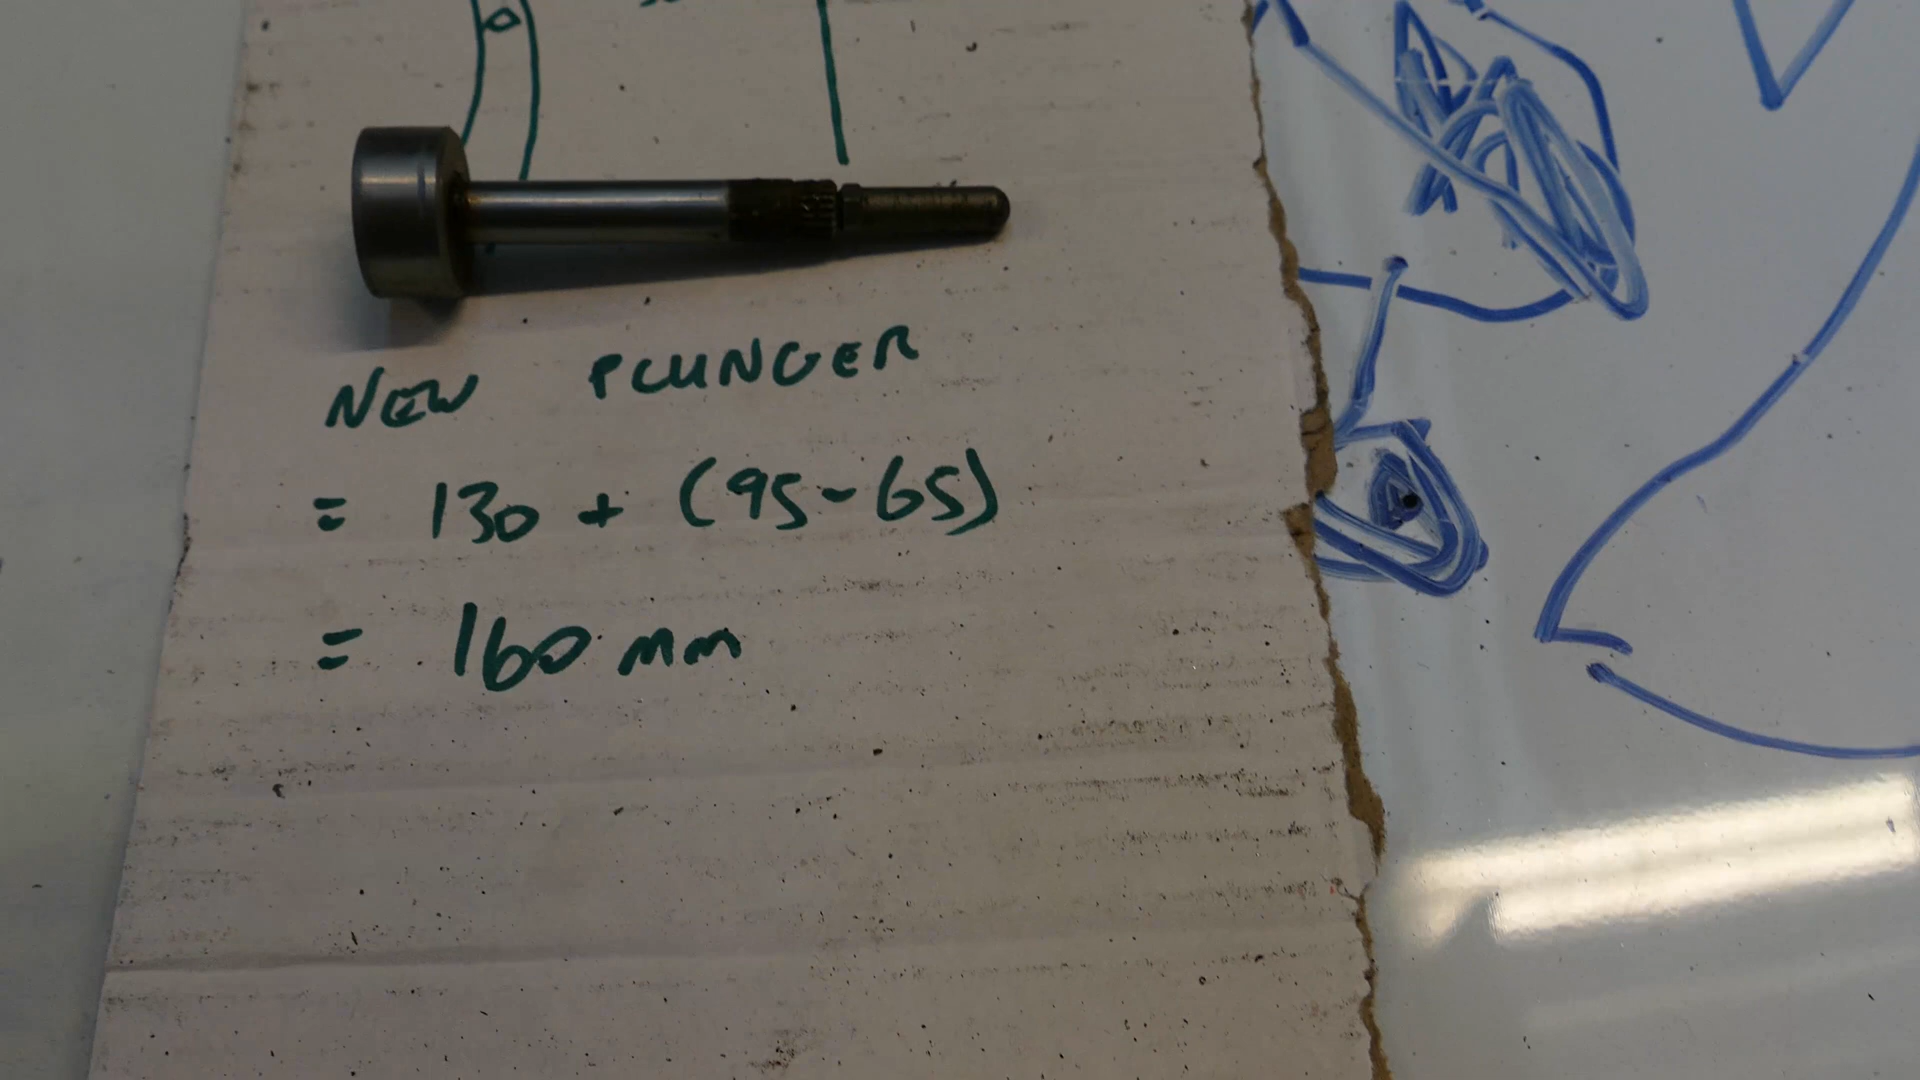 NEW PLUNGER
= 130 + (95-65)
= 160 mm